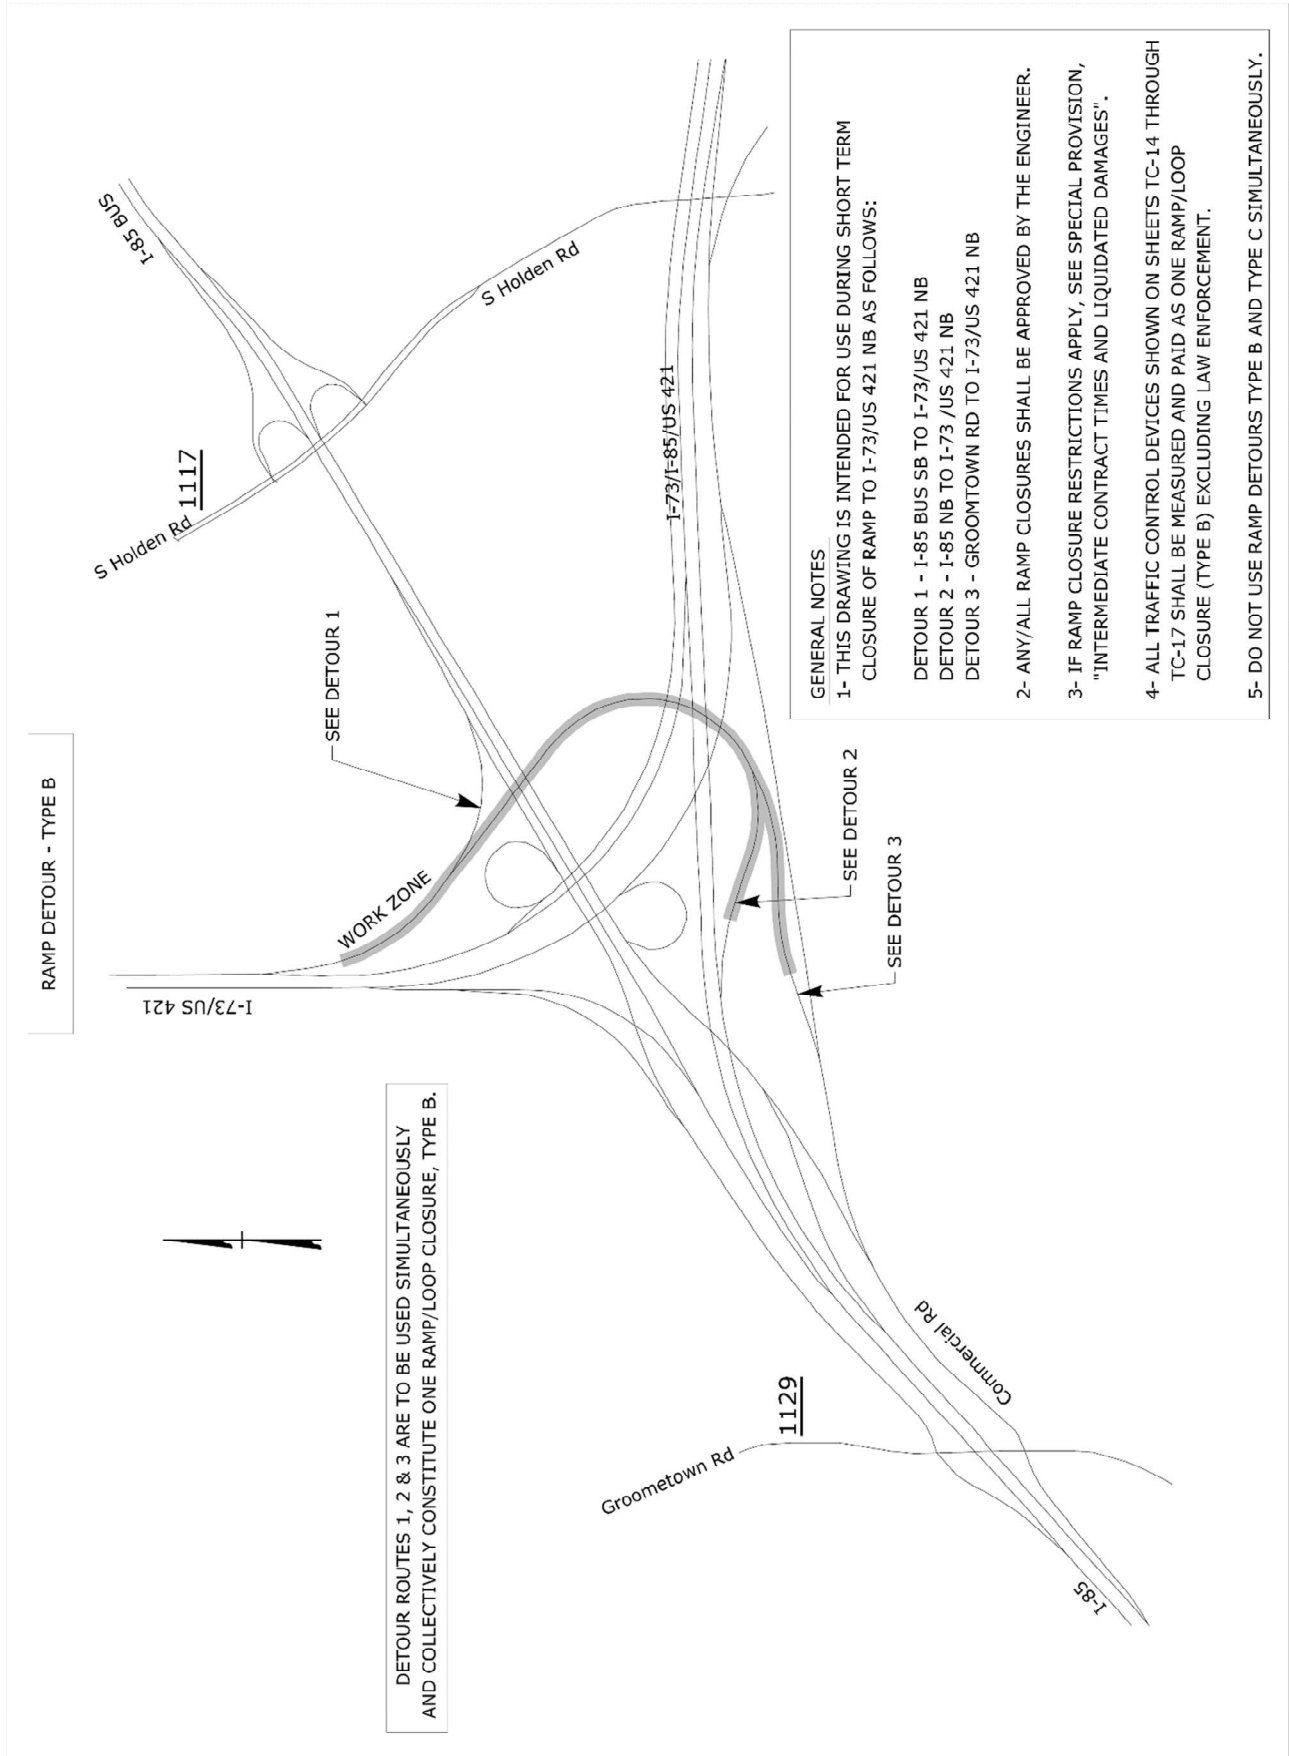 RAMP DETOUR - TYPE B
DETOUR ROUTES 1, 2 & 3 ARE TO BE USED SIMULTANEOUSLY
AND COLLECTIVELY CONSTITUTE ONE RAMP/LOOP CLOSURE, TYPE B.
I-73/US 421
WORK ZONE
SEE DETOUR 1
S Holden Rd
1117
I-85 BUS
S Holden Rd
I-73/I-85/US 421
SEE DETOUR 2
SEE DETOUR 3
Groometown Rd
1129
Commercial Rd
I-85
GENERAL NOTES
1- THIS DRAWING IS INTENDED FOR USE DURING SHORT TERM
CLOSURE OF RAMP TO I-73/US 421 NB AS FOLLOWS:
DETOUR 1 - I-85 BUS SB TO I-73/US 421 NB
DETOUR 2 - I-85 NB TO I-73 /US 421 NB
DETOUR 3 - GROOMTOWN RD TO I-73/US 421 NB
2- ANY/ALL RAMP CLOSURES SHALL BE APPROVED BY THE ENGINEER.
3- IF RAMP CLOSURE RESTRICTIONS APPLY, SEE SPECIAL PROVISION,
"INTERMEDIATE CONTRACT TIMES AND LIQUIDATED DAMAGES".
4- ALL TRAFFIC CONTROL DEVICES SHOWN ON SHEETS TC-14 THROUGH
TC-17 SHALL BE MEASURED AND PAID AS ONE RAMP/LOOP
CLOSURE (TYPE B) EXCLUDING LAW ENFORCEMENT.
5- DO NOT USE RAMP DETOURS TYPE B AND TYPE C SIMULTANEOUSLY.